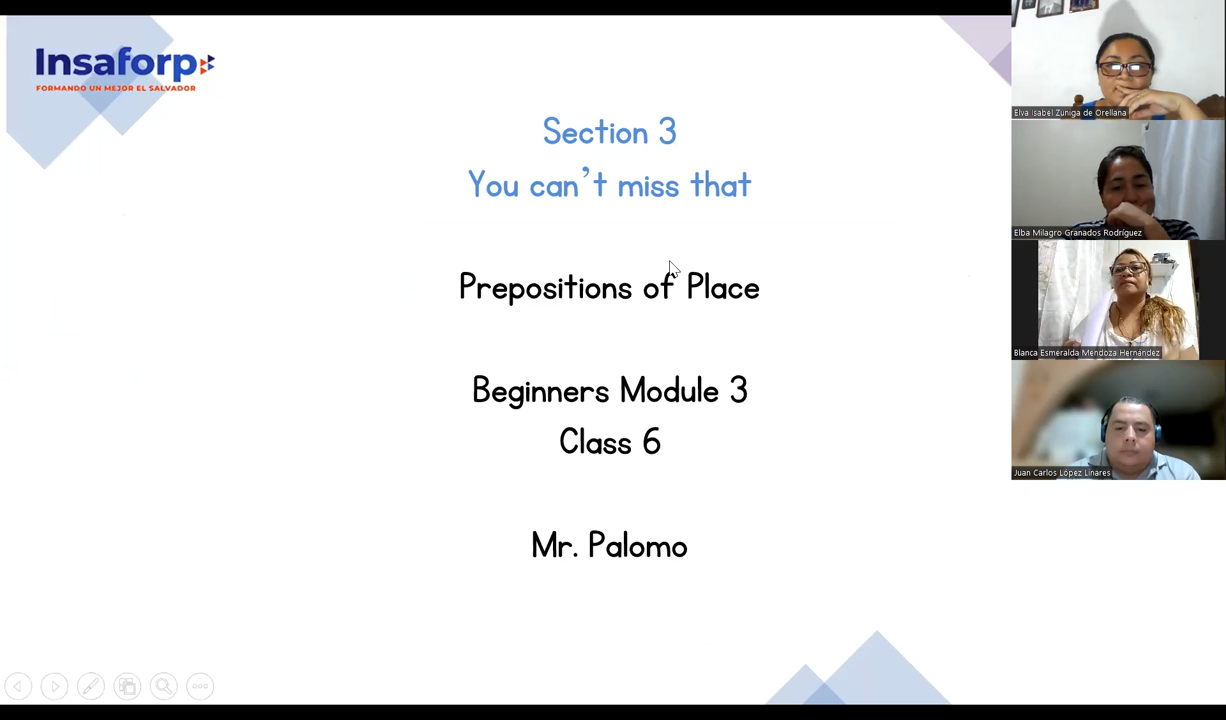 Insaforp
FORMANDO UN MEJOR EL SALVADOR
Section 3
You can't miss that
Prepositions of Place
Beginners Module 3
Class 6
Mr. Palomo
Elva Isabel Zuniga de Orellana
Elba Milagro Granados Rodríguez
Blanca Esmeralda Mendoza Hernández
Juan Carlos López Linares